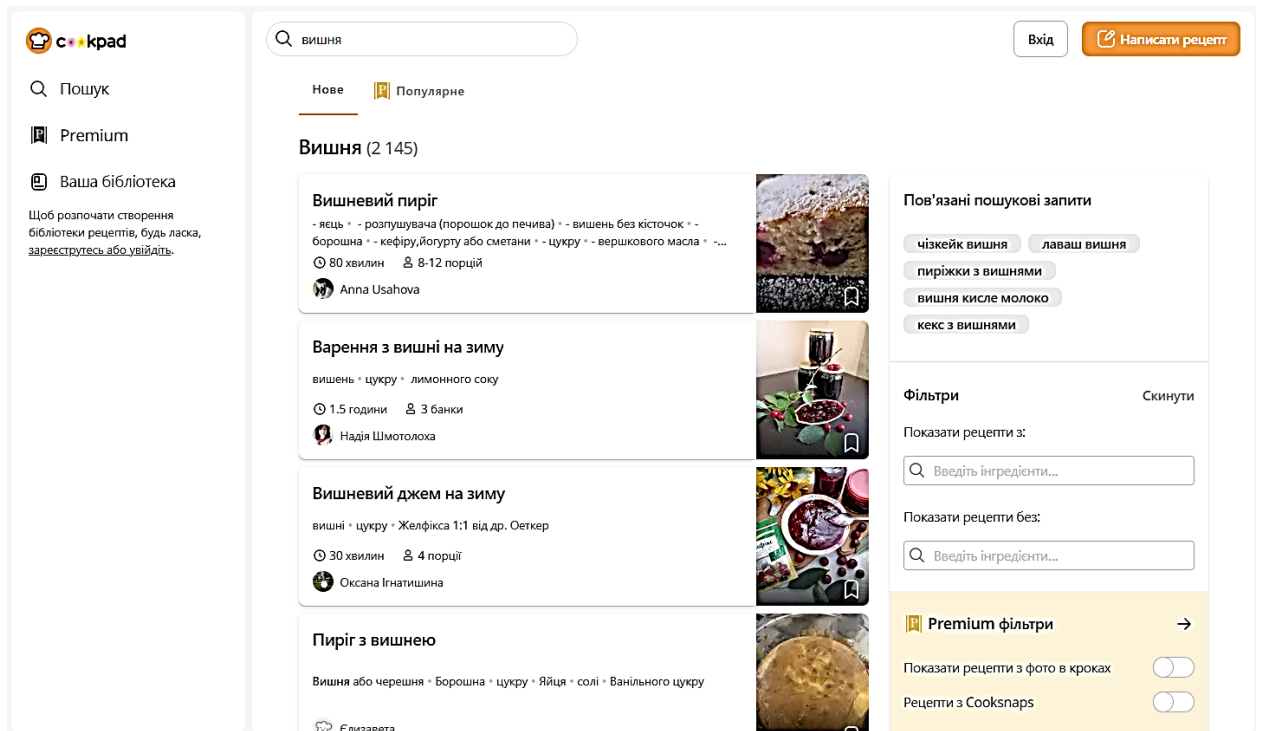 cookpad
Пошук
Premium
Ваша бібліотека
Щоб розпочати створення
бібліотеки рецептів, будь ласка,
зареєструтесь або увійдіть.
вишня
Вхід
Написати рецепт
Нове
Популярне
Вишня (2 145)
Вишневий пиріг
- яєць • - розпушувача (порошок до печива) • - вишень без кісточок • -
борошна • - кефіру,йогурту або сметани • - цукру • - вершкового масла • -...
80 хвилин 8-12 порцій
Anna Usahova
Варення з вишні на зиму
вишень • цукру • лимонного соку
1.5 години 3 банки
Надія Шмотолоха
Вишневий джем на зиму
вишні • цукру • Желфікса 1:1 від др. Оеткер
30 хвилин 4 порції
Оксана Ігнатишина
Пиріг з вишнею
Вишня або черешня • Борошна • цукру • Яйця • солі • Ванільного цукру
Єлизавета
Пов'язані пошукові запити
чізкейк вишня лаваш вишня
пиріжки з вишнями
вишня кисле молоко
кекс з вишнями
Фільтри Скинути
Показати рецепти з:
Введіть інгредієнти...
Показати рецепти без:
Введіть інгредієнти...
Premium фільтри
Показати рецепти з фото в кроках
Рецепти з Cooksnaps